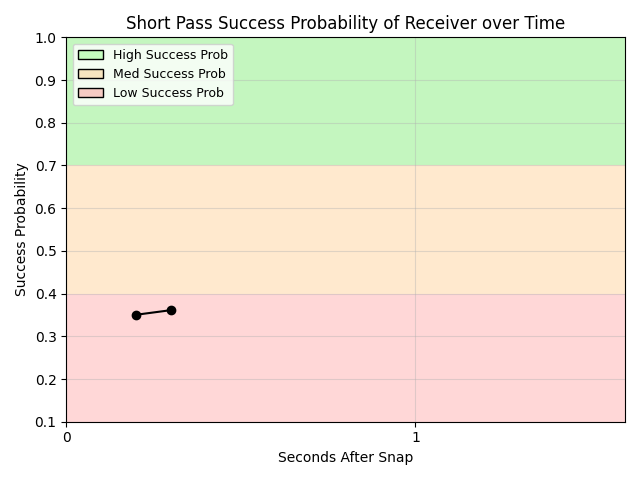 Short Pass Success Probability of Receiver over Time
1.0
0.9
0.8
0.7
0.6
0.5
0.4
0.3
0.2
0.1
Success Probability
High Success Prob
Med Success Prob
Low Success Prob
0
1
Seconds After Snap